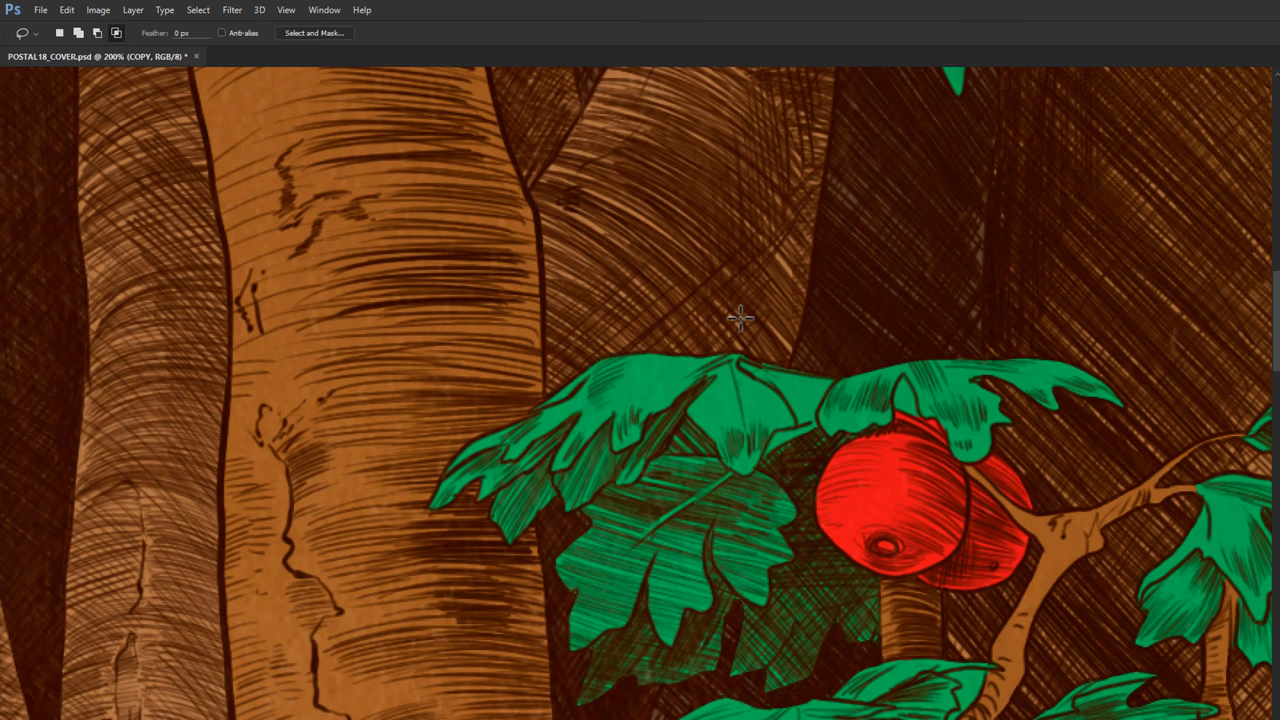 Ps File Edit Image Layer Type Select Filter 3D View Window Help
Feather: 0 px Anti-alias Select and Mask...
POSTAL18_COVER.psd @ 200% (COPY, RGB/8) * ×